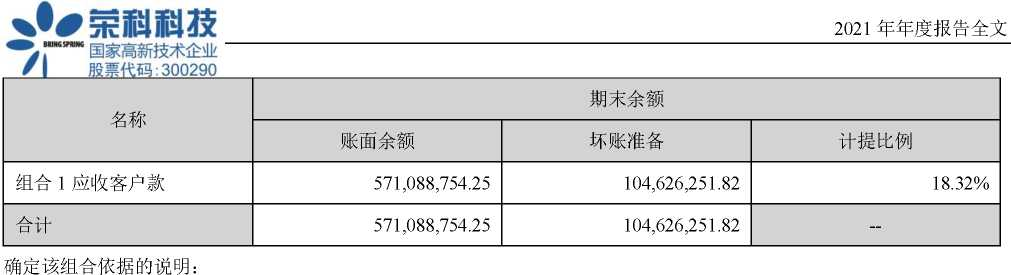 荣科科技
BRING SPRING
国家高新技术企业
股票代码:300290
2021 年年度报告全文
名称
期末余额
账面余额 坏账准备 计提比例
组合 1 应收客户款 571,088,754.25 104,626,251.82 18.32%
合计 571,088,754.25 104,626,251.82 --
确定该组合依据的说明：